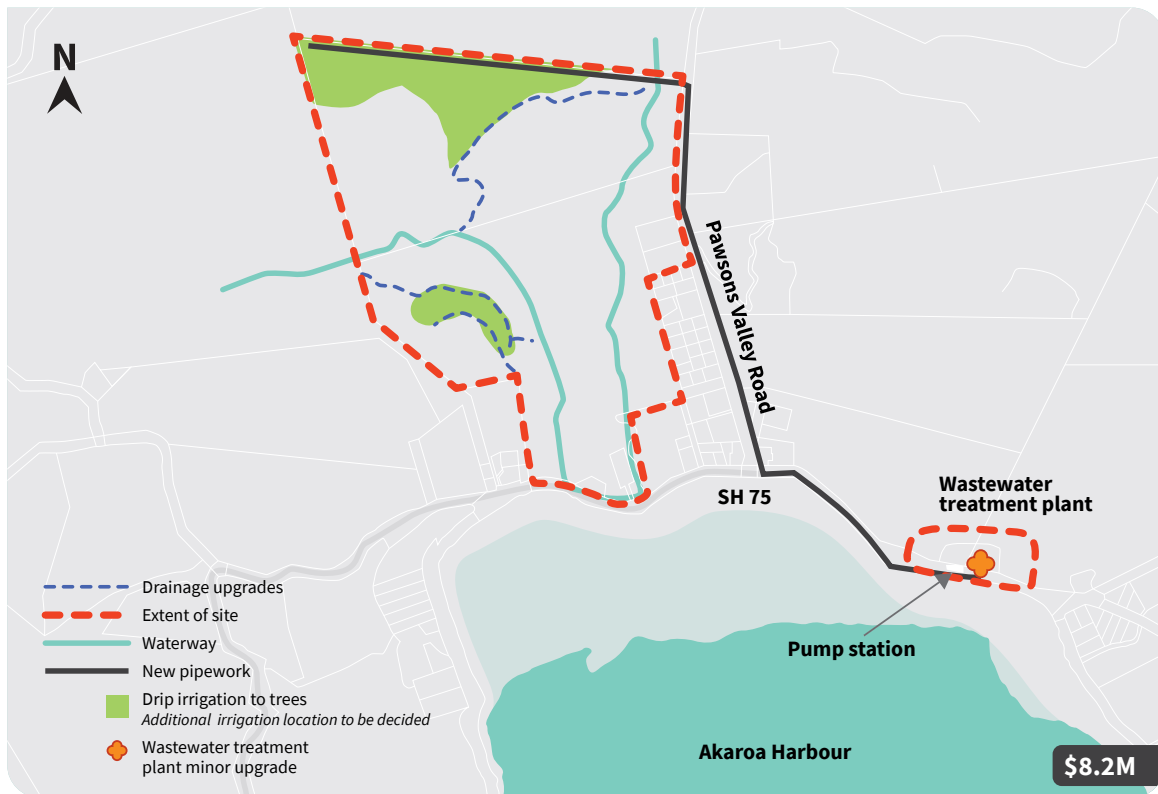 N
Pawsons Valley Road
Wastewater
treatment plant
SH 75
Pump station
Drainage upgrades
Extent of site
Waterway
New pipework
Drip irrigation to trees
Additional irrigation location to be decided
Wastewater treatment
plant minor upgrade
Akaroa Harbour
$8.2M